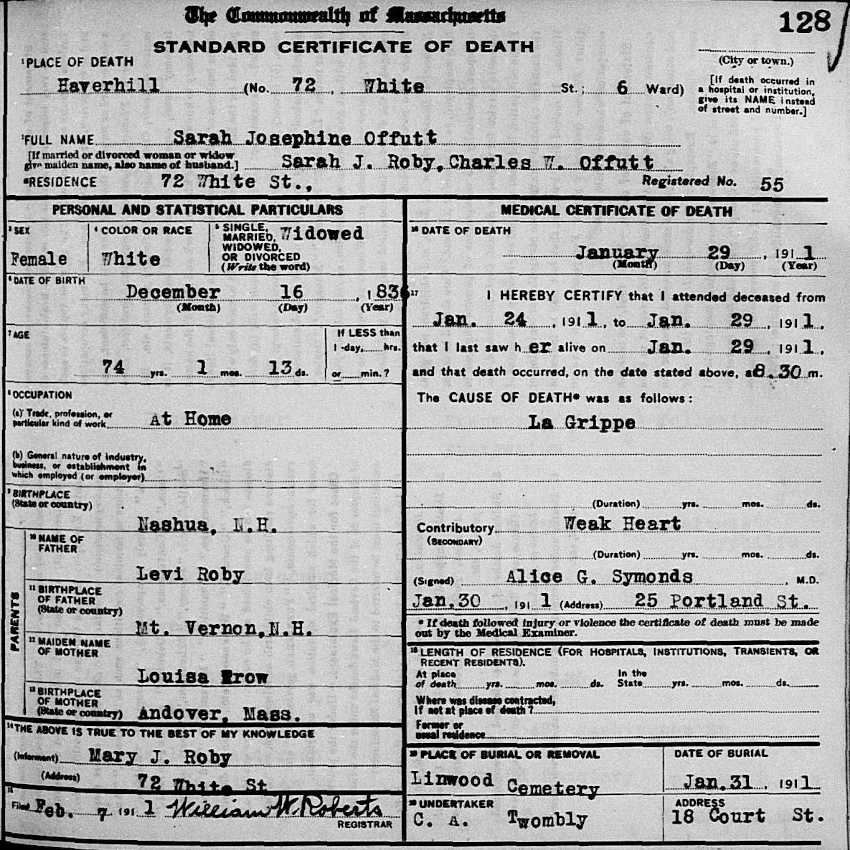 The Commonwealth of Massachusetts
128
STANDARD CERTIFICATE OF DEATH
1 PLACE OF DEATH
(City or town.)
Haverhill (No. 72, White St.; 6 Ward)
[If death occurred in a hospital or institution, give its NAME instead of street and number.]
2 FULL NAME Sarah Josephine Offutt
[If married or divorced woman or widow give maiden name, also name of husband.] Sarah J. Roby, Charles W. Offutt
RESIDENCE 72 White St., Registered No. 55
PERSONAL AND STATISTICAL PARTICULARS
3 SEX
Female
4 COLOR OR RACE
White
5 SINGLE, MARRIED, WIDOWED, OR DIVORCED (Write the word)
Widowed
6 DATE OF BIRTH
December 16, 1836
(Month) (Day) (Year)
7 AGE
74 yrs. 1 mos. 13 ds.
If LESS than
1-day, hrs.
or min.?
8 OCCUPATION
(a) Trade, profession, or particular kind of work At Home
(b) General nature of industry, business, or establishment in which employed (or employer)
9 BIRTHPLACE
(State or country)
Nashua, N.H.
PARENTS
10 NAME OF FATHER
Levi Roby
11 BIRTHPLACE OF FATHER
(State or country)
Mt. Vernon, N.H.
12 MAIDEN NAME OF MOTHER
Louisa
13 BIRTHPLACE OF MOTHER
(State or country) Andover, Mass.
14 THE ABOVE IS TRUE TO THE BEST OF MY KNOWLEDGE
(Informant) Mary J. Roby
(Address) 72 White St
15
Filed Feb. 7 1911 William W. Roberts
REGISTRAR
MEDICAL CERTIFICATE OF DEATH
16 DATE OF DEATH
January 29, 1911
(Month) (Day) (Year)
17 I HEREBY CERTIFY that I attended deceased from
Jan. 24, 1911, to Jan. 29, 1911,
that I last saw her alive on Jan. 29, 1911,
and that death occurred, on the date stated above, at 8.30 m.
The CAUSE OF DEATH* was as follows:
La Grippe
(Duration) yrs. mos. ds.
Contributory Weak Heart
(SECONDARY)
(Duration) yrs. mos. ds.
(Signed) Alice G. Symonds, M.D.
Jan. 30, 1911 (Address) 25 Portland St.
* If death followed injury or violence the certificate of death must be made out by the Medical Examiner.
18 LENGTH OF RESIDENCE (FOR HOSPITALS, INSTITUTIONS, TRANSIENTS, OR RECENT RESIDENTS).
At place of death yrs. mos. ds. In the State yrs. mos. ds.
Where was disease contracted,
If not at place of death?
Former or
usual residence
19 PLACE OF BURIAL OR REMOVAL
Linwood Cemetery
DATE OF BURIAL
Jan. 31, 1911
20 UNDERTAKER
C. A. Twombly
ADDRESS
18 Court St.